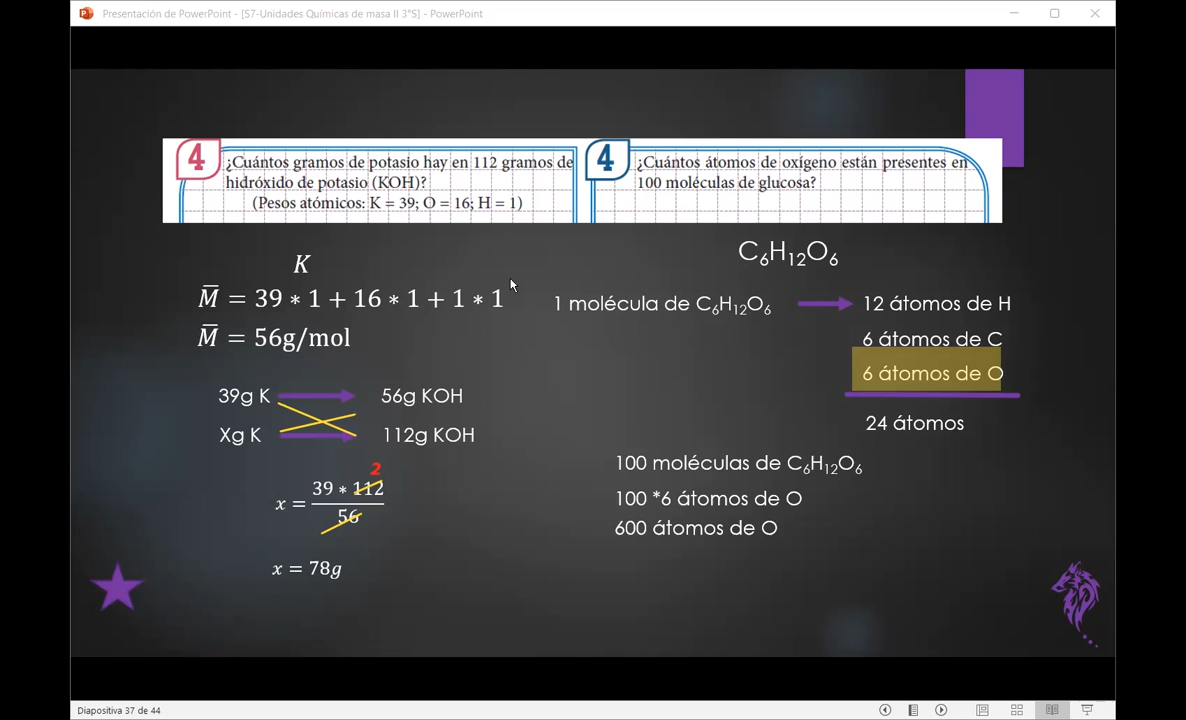 Presentación de PowerPoint - [S7-Unidades Químicas de masa II 3°S] - PowerPoint
4
¿Cuántos gramos de potasio hay en 112 gramos de
hidróxido de potasio (KOH)?
(Pesos atómicos: K = 39; O = 16; H = 1)
4
¿Cuántos átomos de oxígeno están presentes en
100 moléculas de glucosa?
K
M̅ = 39 ∗ 1 + 16 ∗ 1 + 1 ∗ 1
M̅ = 56g/mol
39g K 56g KOH
Xg K 112g KOH
2
x = 39 ∗ 112
56
x = 78g
C₆H₁₂O₆
1 molécula de C₆H₁₂O₆ 12 átomos de H
6 átomos de C
6 átomos de O
24 átomos
100 moléculas de C₆H₁₂O₆
100 *6 átomos de O
600 átomos de O
Diapositiva 37 de 44